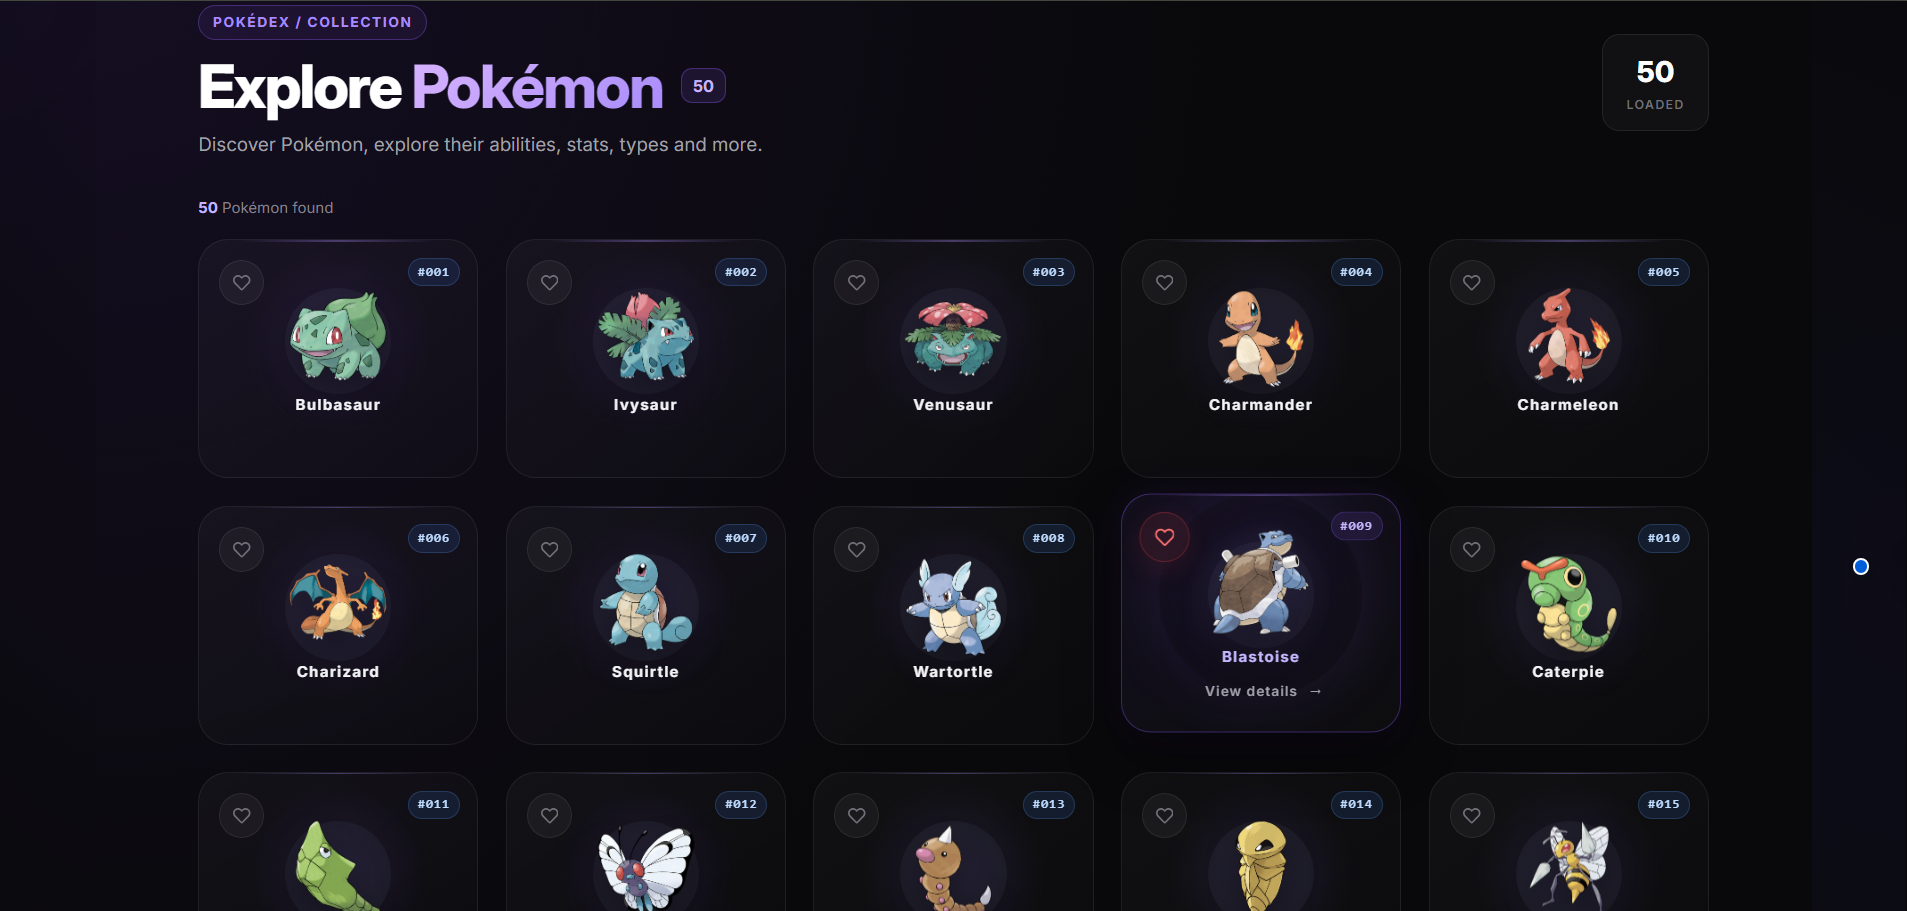 POKÉDEX / COLLECTION
Explore Pokémon 50
50
LOADED
Discover Pokémon, explore their abilities, stats, types and more.
50 Pokémon found
#001
Bulbasaur
#002
Ivysaur
#003
Venusaur
#004
Charmander
#005
Charmeleon
#006
Charizard
#007
Squirtle
#008
Wartortle
#009
Blastoise
View details →
#010
Caterpie
#011
#012
#013
#014
#015